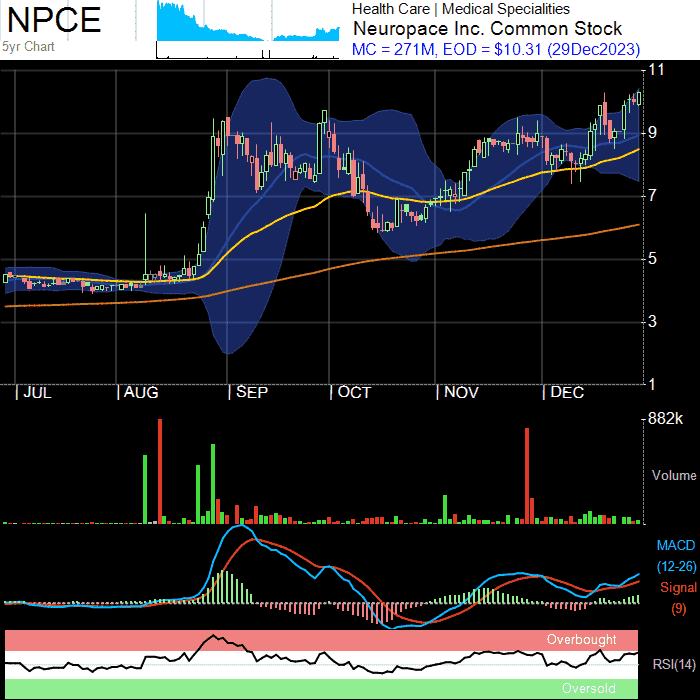 NPCE
5yr Chart
Health Care | Medical Specialities
Neuropace Inc. Common Stock
MC = 271M, EOD = $10.31 (29Dec2023)
11
9
7
5
3
1
| JUL | AUG | SEP | OCT | NOV | DEC
882k
Volume
MACD
(12-26)
Signal
(9)
Overbought
RSI(14)
Oversold